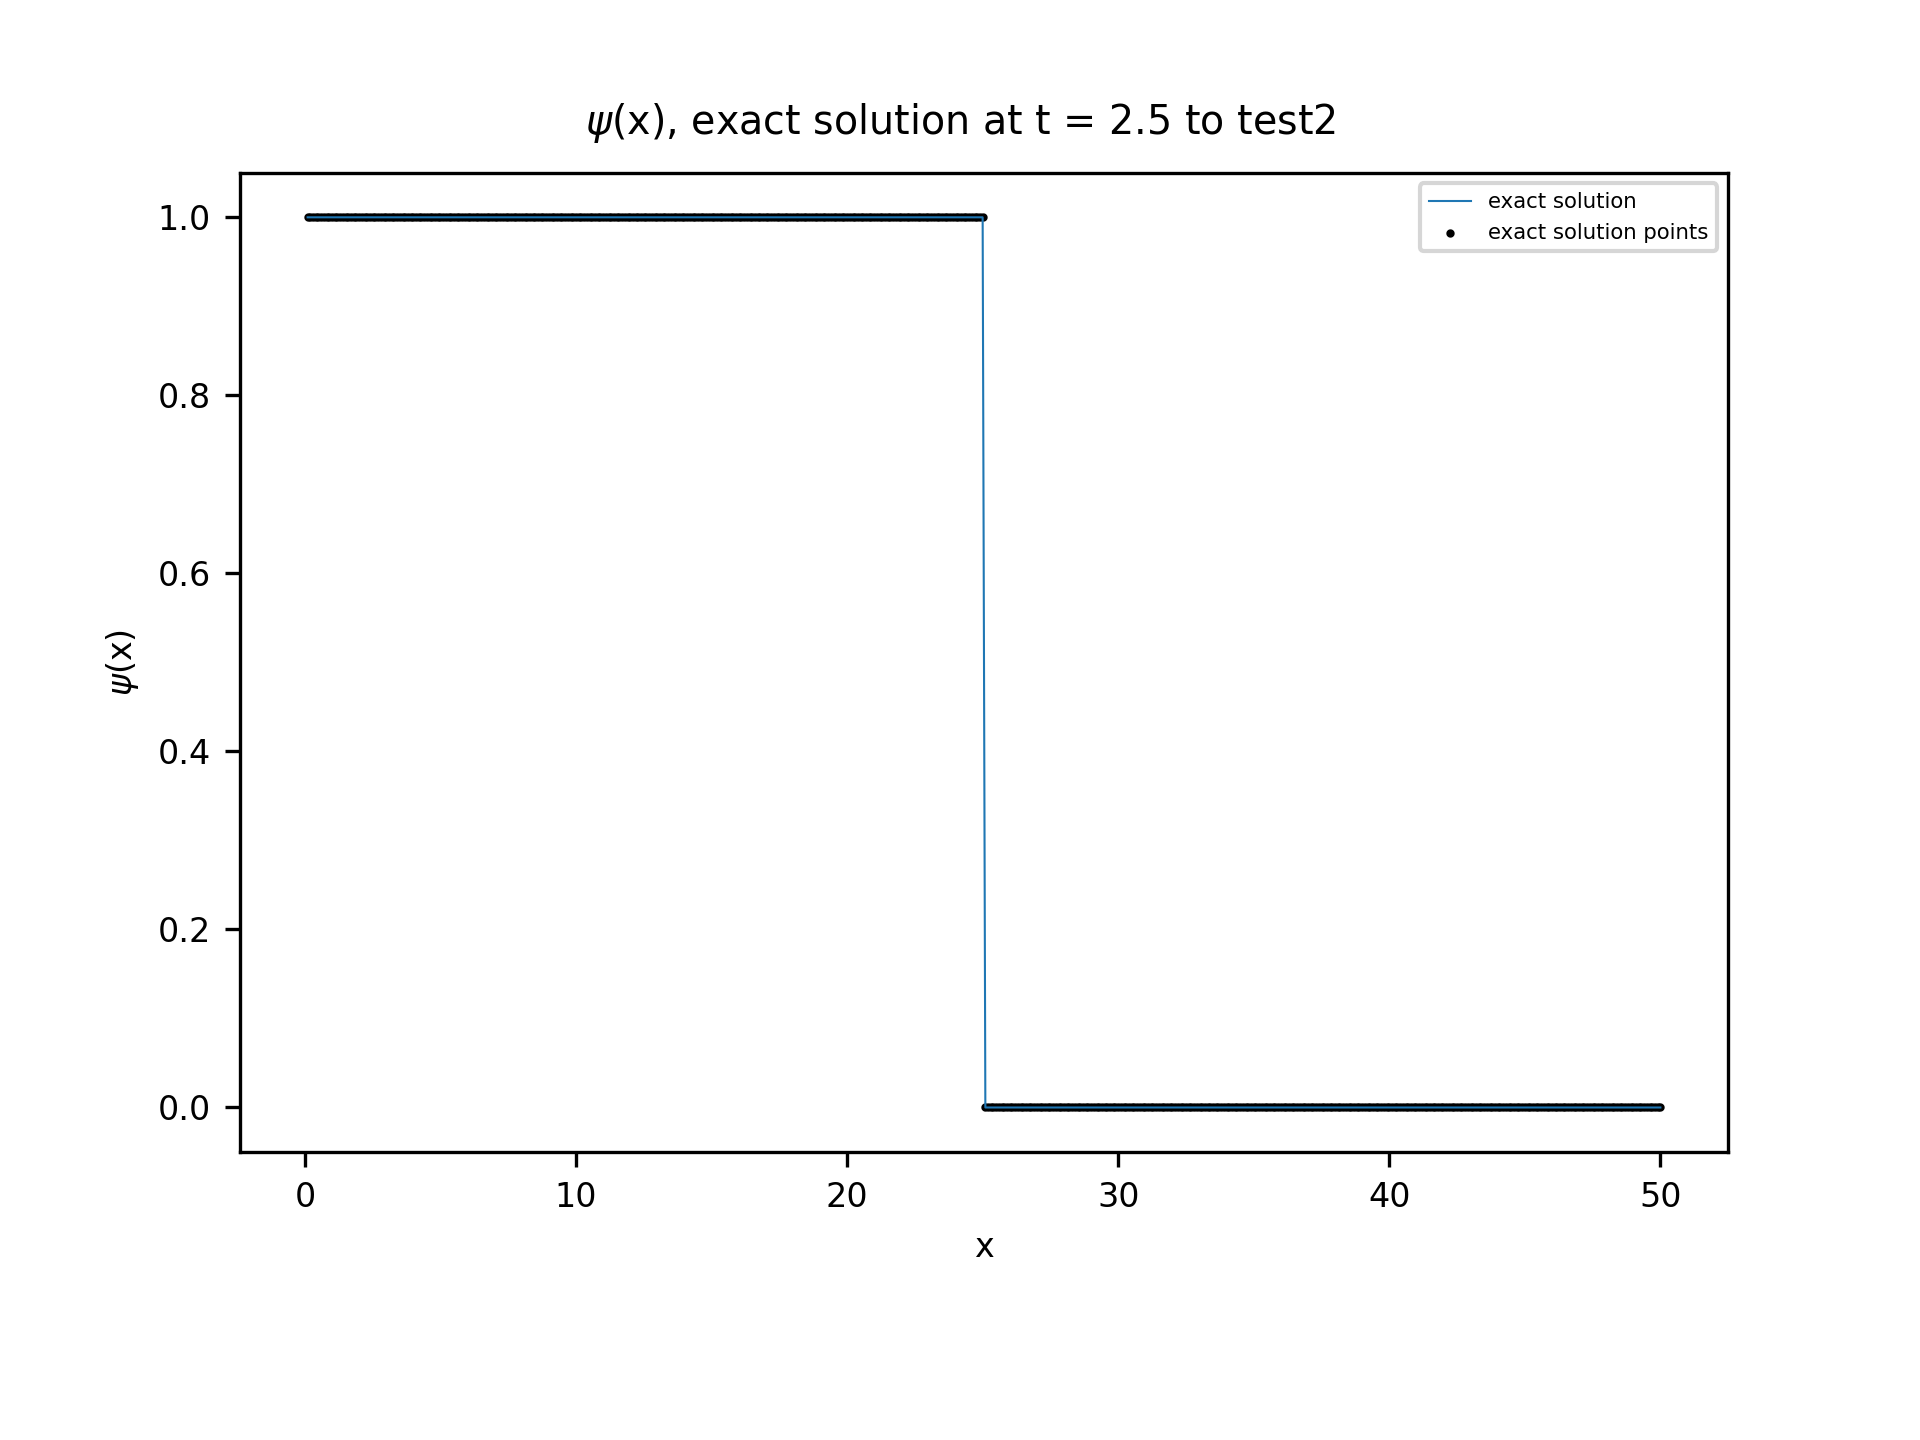 ψ(x), exact solution at t = 2.5 to test2
exact solution
exact solution points
1.0
0.8
0.6
0.4
0.2
0.0
ψ(x)
0 10 20 30 40 50
x